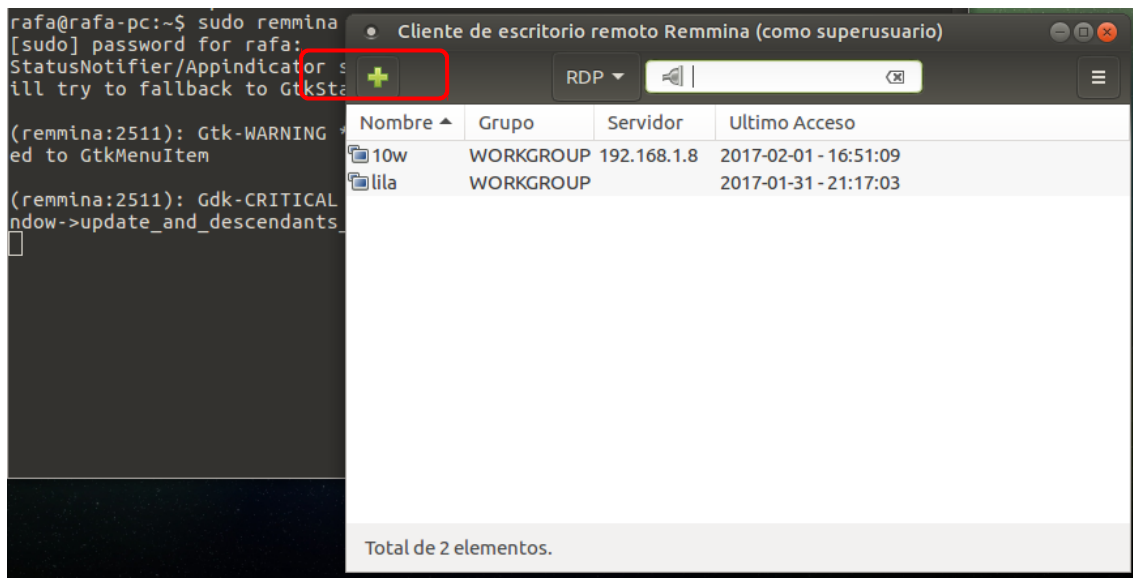 rafa@rafa-pc:~$ sudo remmina
[sudo] password for rafa:
StatusNotifier/Appindicator s
ill try to fallback to GtkSta
(remmina:2511): Gtk-WARNING *
ed to GtkMenuItem
(remmina:2511): Gdk-CRITICAL
ndow->update_and_descendants_
Cliente de escritorio remoto Remmina (como superusuario)
RDP
Nombre Grupo Servidor Ultimo Acceso
10w WORKGROUP 192.168.1.8 2017-02-01 - 16:51:09
lila WORKGROUP 2017-01-31 - 21:17:03
Total de 2 elementos.